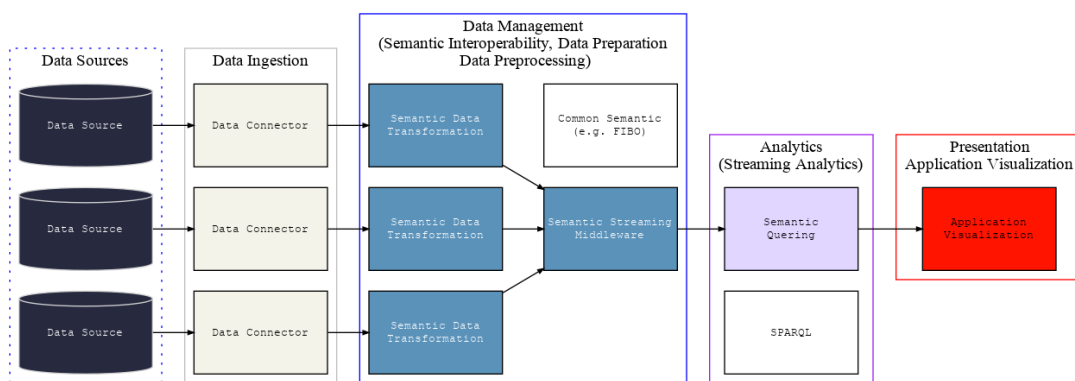 Data Sources
Data Source
Data Source
Data Source
Data Ingestion
Data Connector
Data Connector
Data Connector
Data Management
(Semantic Interoperability, Data Preparation
Data Preprocessing)
Semantic Data
Transformation
Semantic Data
Transformation
Semantic Data
Transformation
Common Semantic
(e.g. FIBO)
Semantic Streaming
Middleware
Analytics
(Streaming Analytics)
Semantic
Quering
SPARQL
Presentation
Application Visualization
Application
Visualization